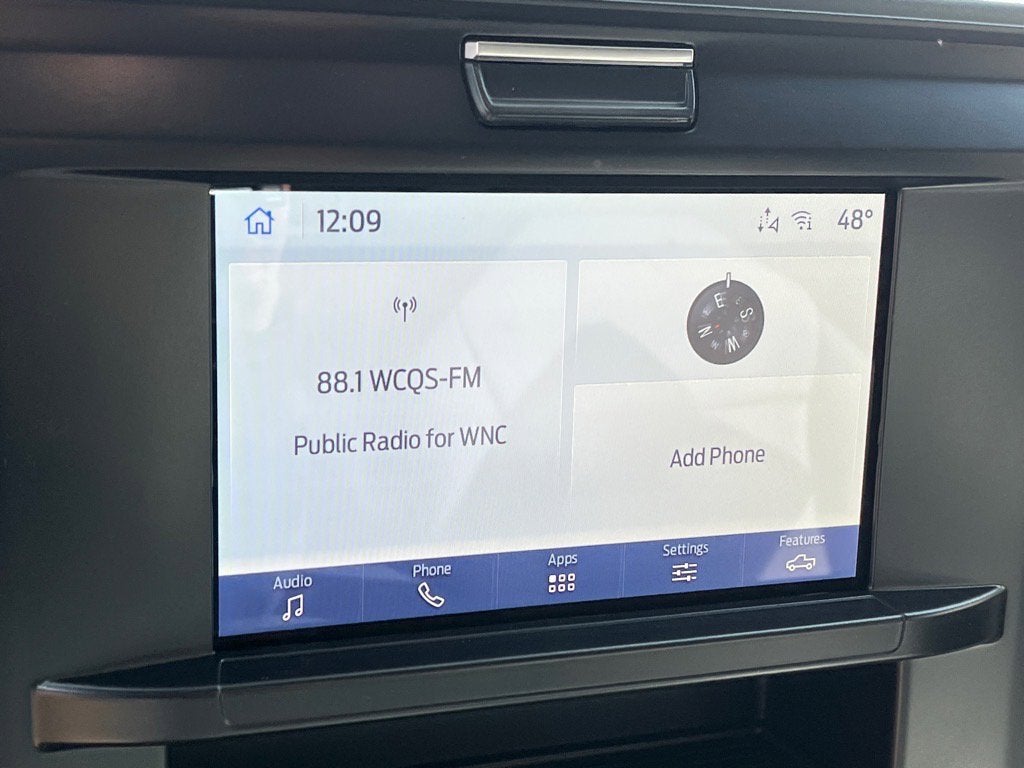 12:09
48°
88.1 WCQS-FM
Public Radio for WNC
E
S
N
W
Add Phone
Audio
Phone
Apps
Settings
Features